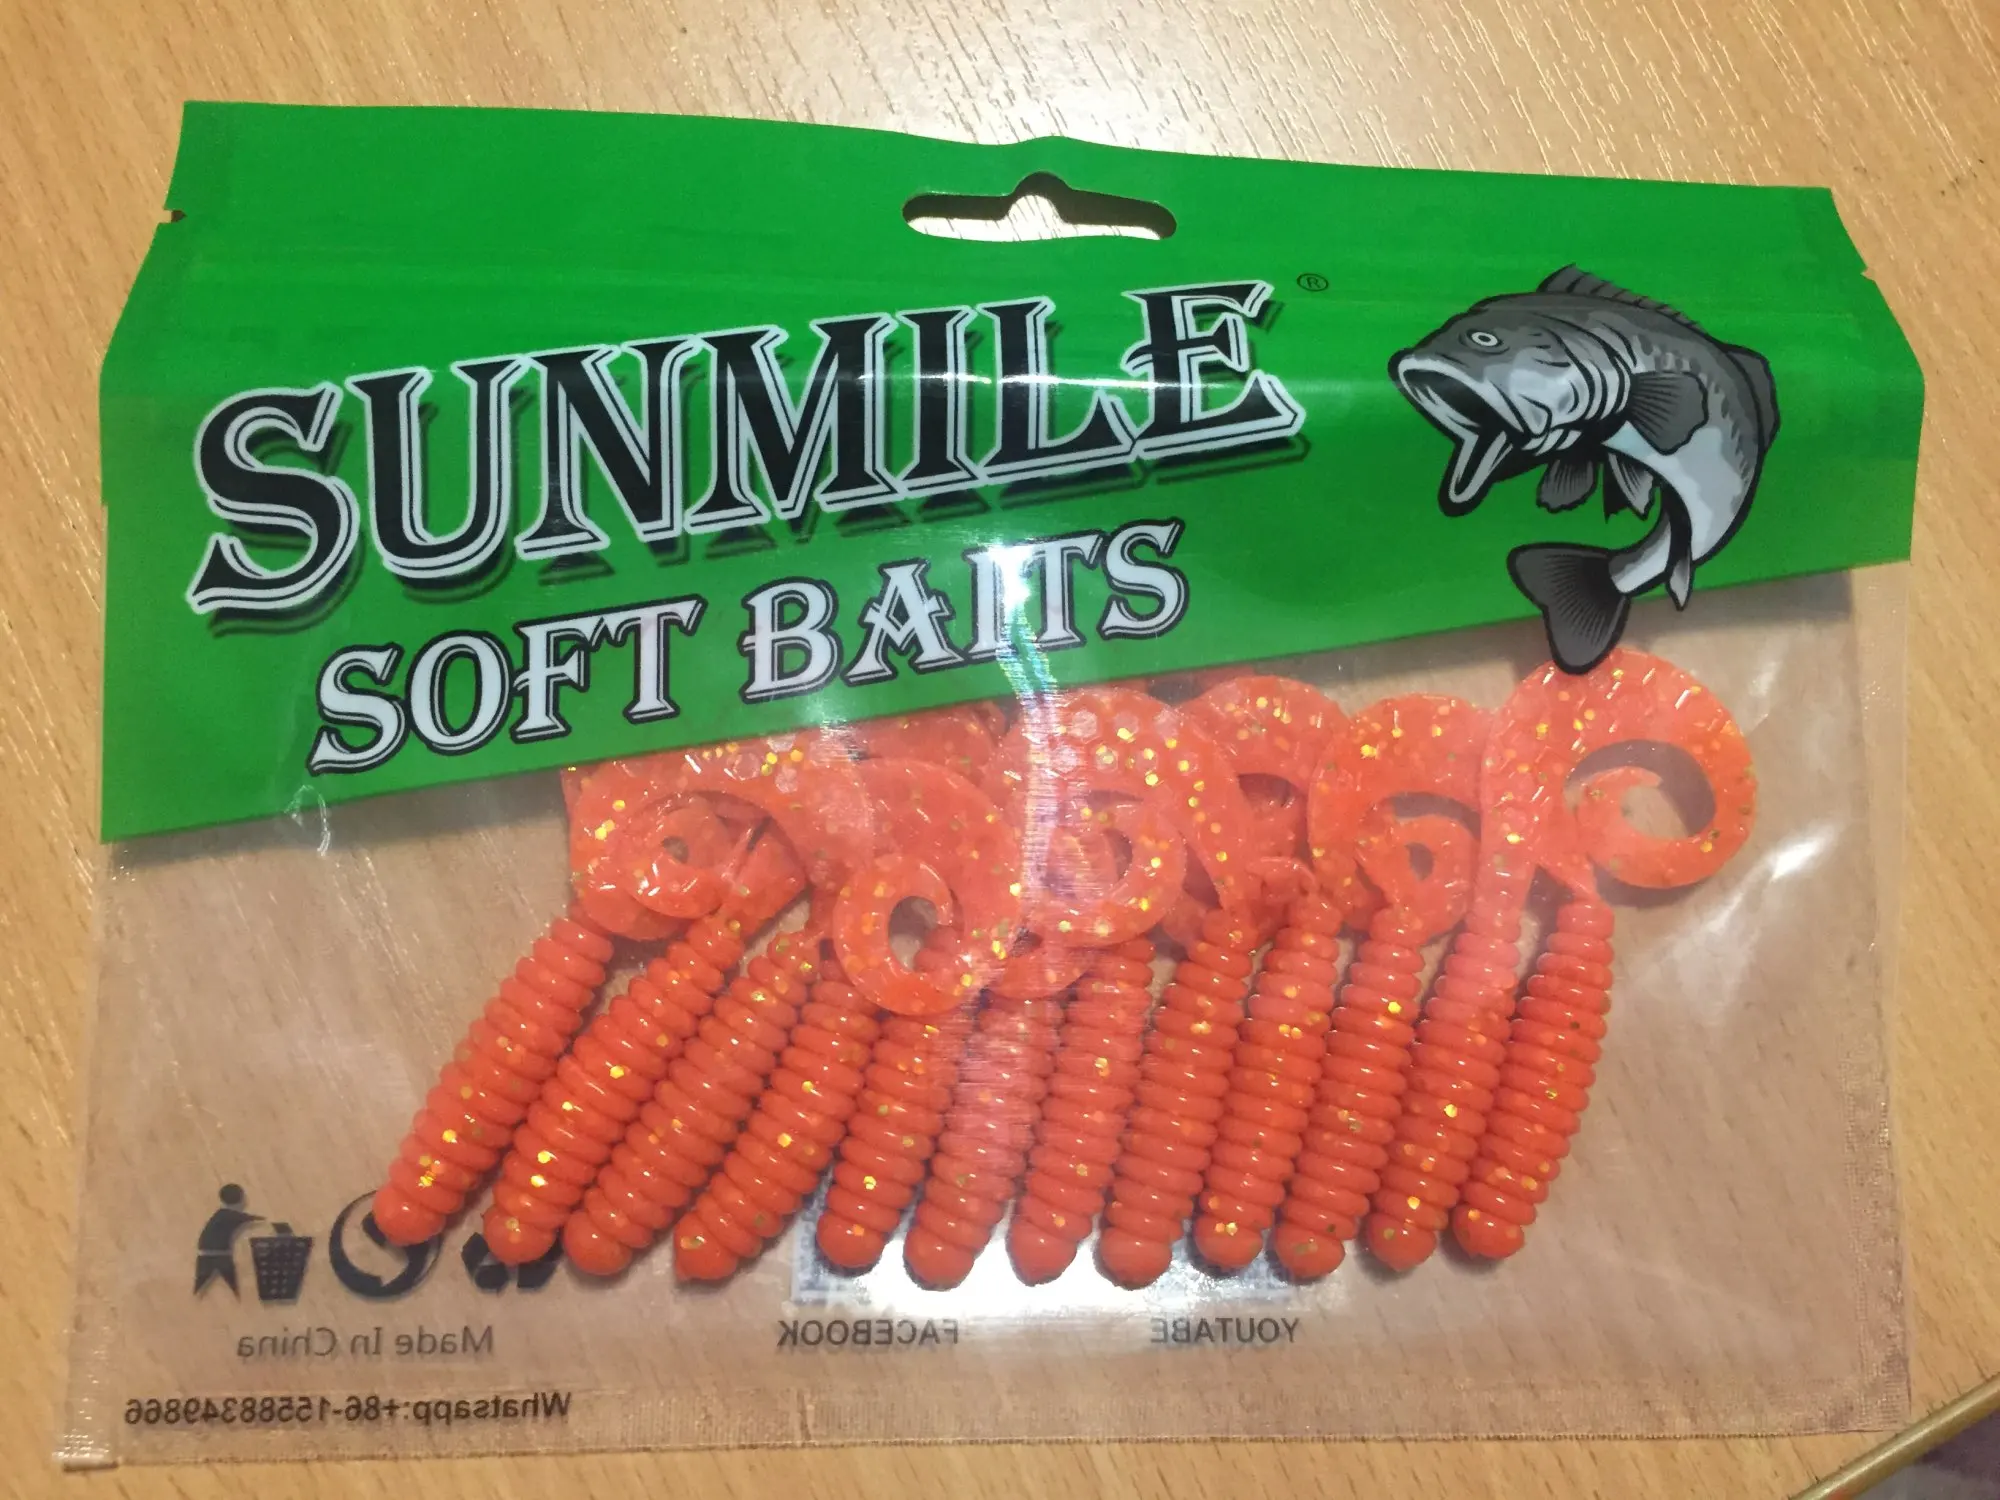 SUNMILE ®
SOFT BAITS
Made In China
FACEBOOK
YOUTABE
Whatsapp:+86-15588349866